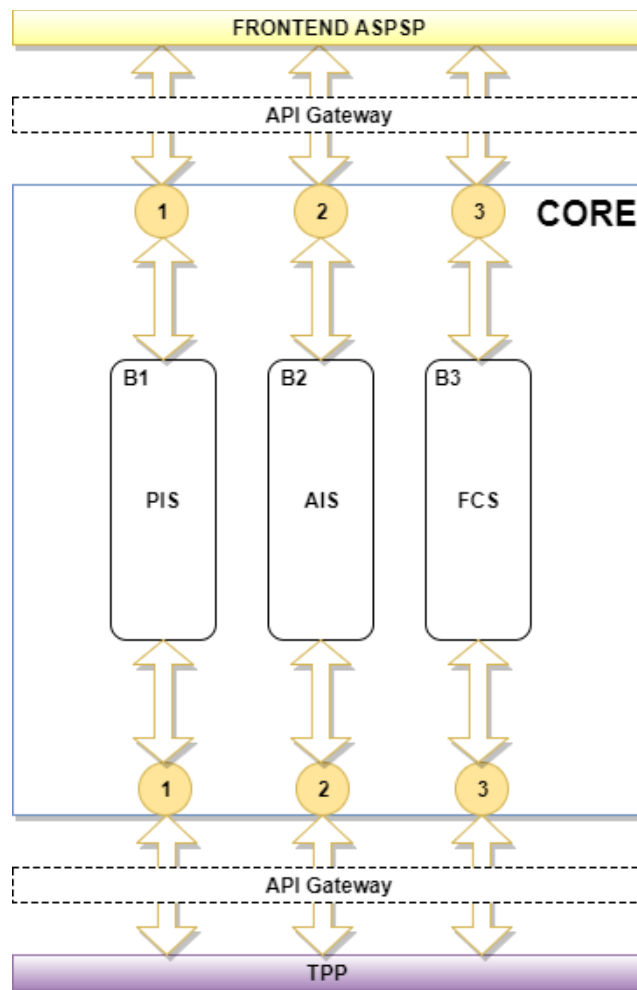 FRONTEND ASPSP
API Gateway
1
2
3
CORE
B1
B2
B3
PIS
AIS
FCS
1
2
3
API Gateway
TPP